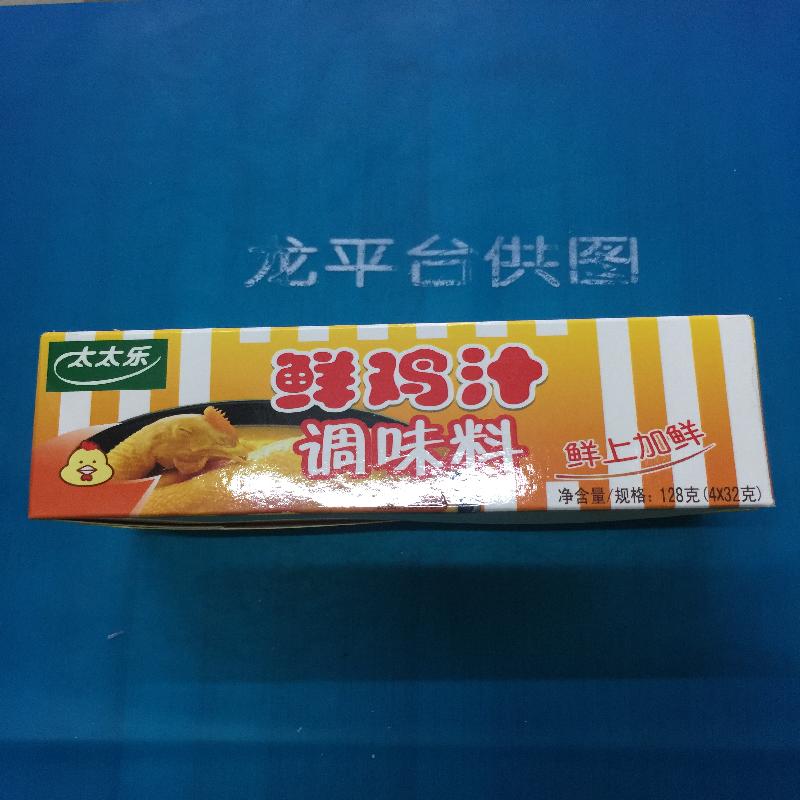 龙平台供图
太太乐
鲜鸡汁
调味料
鲜上加鲜
净含量/规格：128克(4X32克)